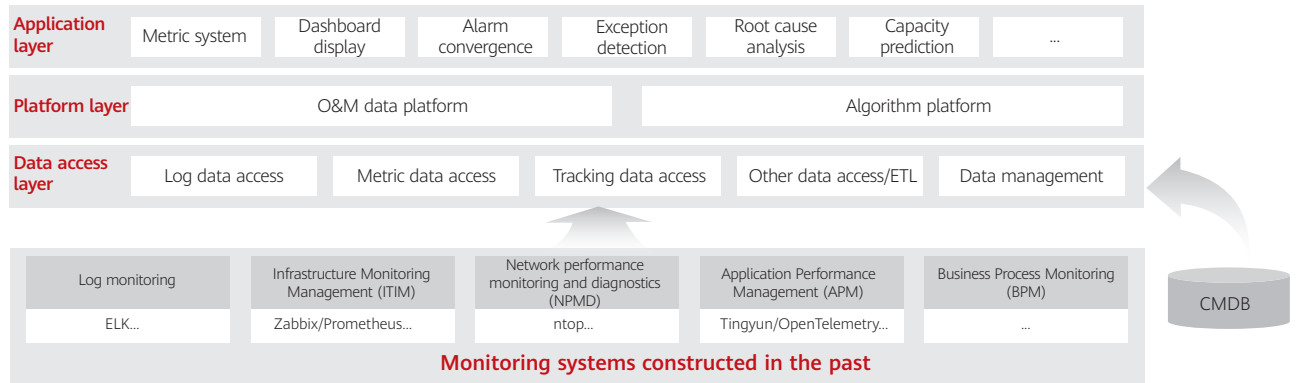 Application
layer
Metric system
Dashboard
display
Alarm
convergence
Exception
detection
Root cause
analysis
Capacity
prediction
...
Platform layer
O&M data platform
Algorithm platform
Data access
layer
Log data access
Metric data access
Tracking data access
Other data access/ETL
Data management
Log monitoring
Infrastructure Monitoring
Management (ITIM)
Network performance
monitoring and diagnostics
(NPMD)
Application Performance
Management (APM)
Business Process Monitoring
(BPM)
ELK...
Zabbix/Prometheus...
ntop...
Tingyun/OpenTelemetry...
...
Monitoring systems constructed in the past
CMDB